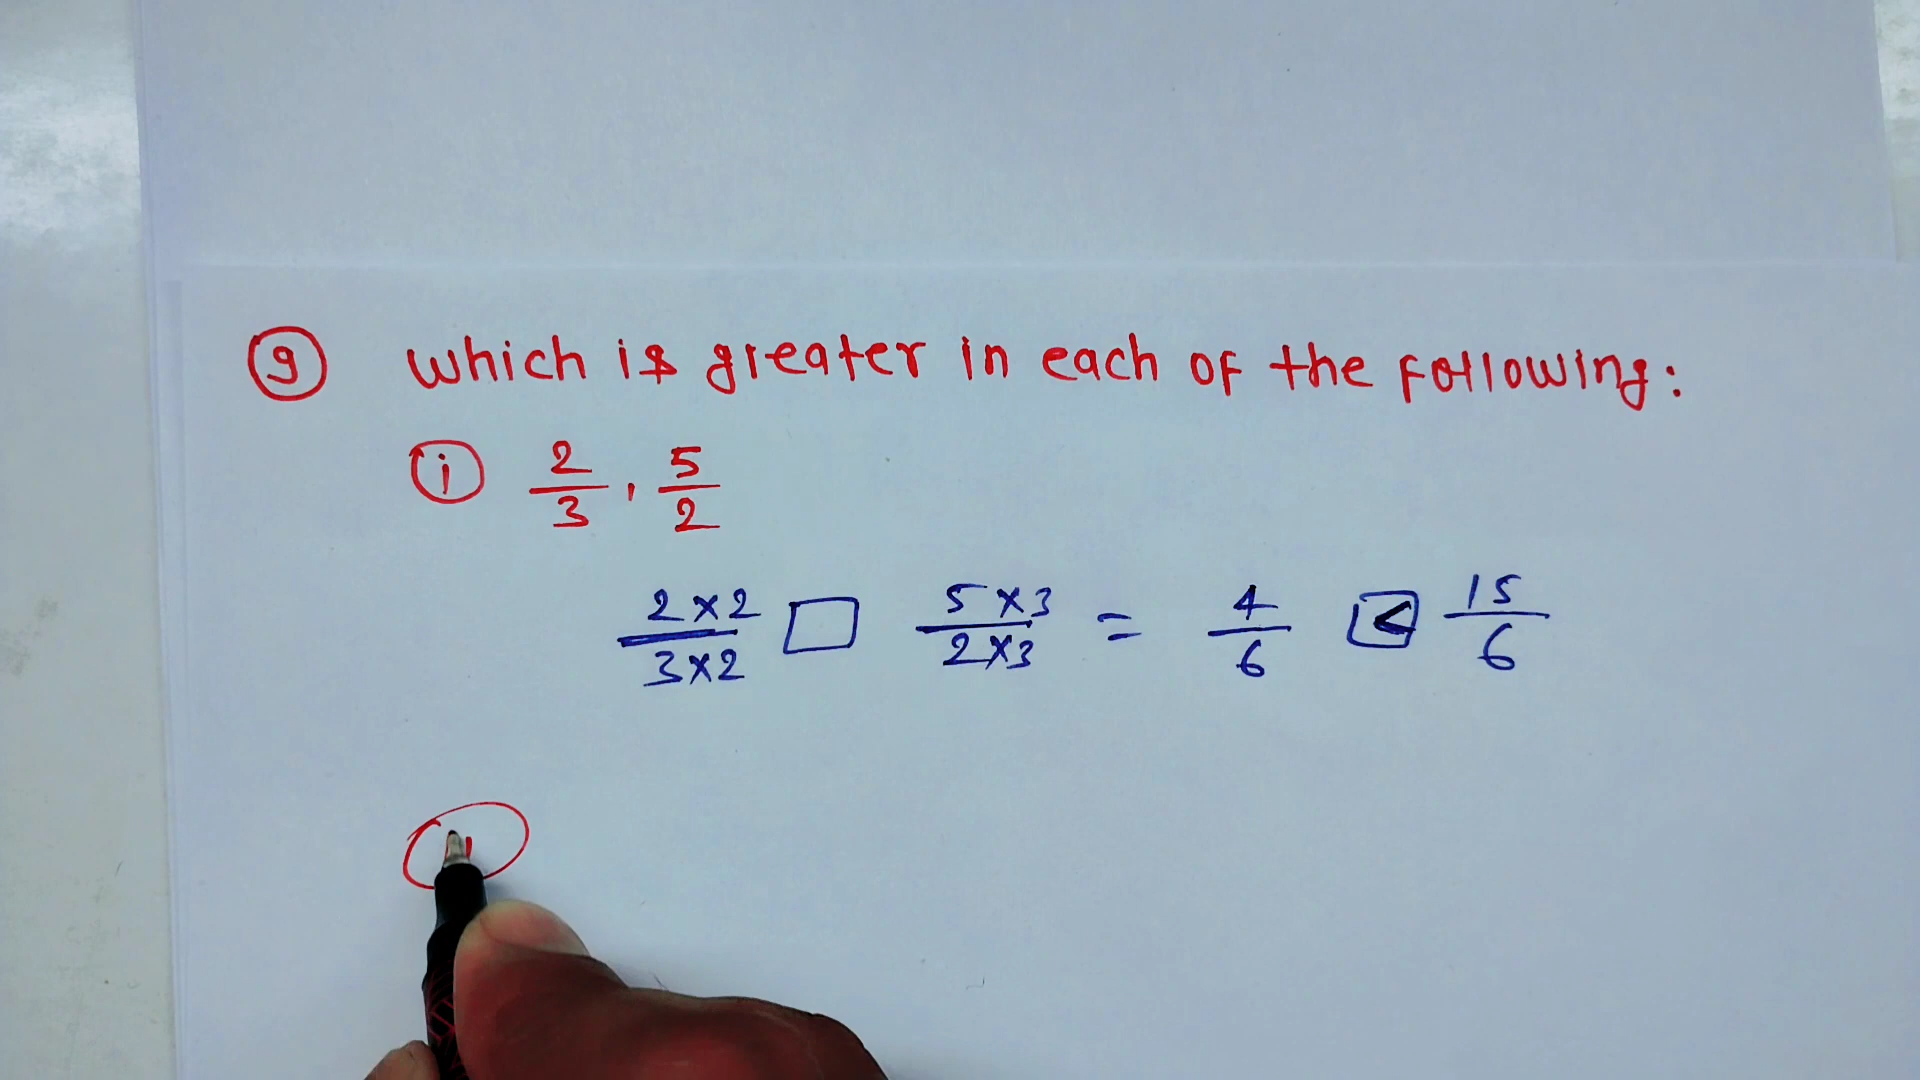 9 Which is greater in each of the following:
i 2/3 , 5/2
2×2/3×2 □ 5×3/2×3 = 4/6 < 15/6